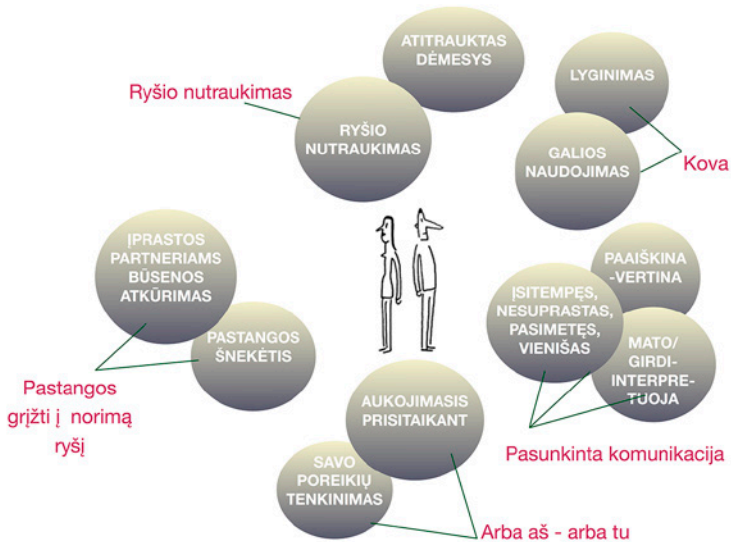 ATITRAUKTAS
DĖMESYS
Ryšio nutraukimas
RYŠIO
NUTRAUKIMAS
LYGINIMAS
GALIOS
NAUDOJIMAS
Kova
ĮPRASTOS
PARTNERIAMS
BŪSENOS
ATKŪRIMAS
PASTANGOS
ŠNEKĖTIS
Pastangos
grįžti į norimą
ryšį
PAAIŠKINA
-VERTINA
ĮSITEMPĘS,
NESUPRASTAS,
PASIMETĘS,
VIENIŠAS
MATO/
GIRDI-
INTERPRE-
TUOJA
Pasunkinta komunikacija
AUKOJIMASIS
PRISITAIKANT
SAVO
POREIKIŲ
TENKINIMAS
Arba aš - arba tu